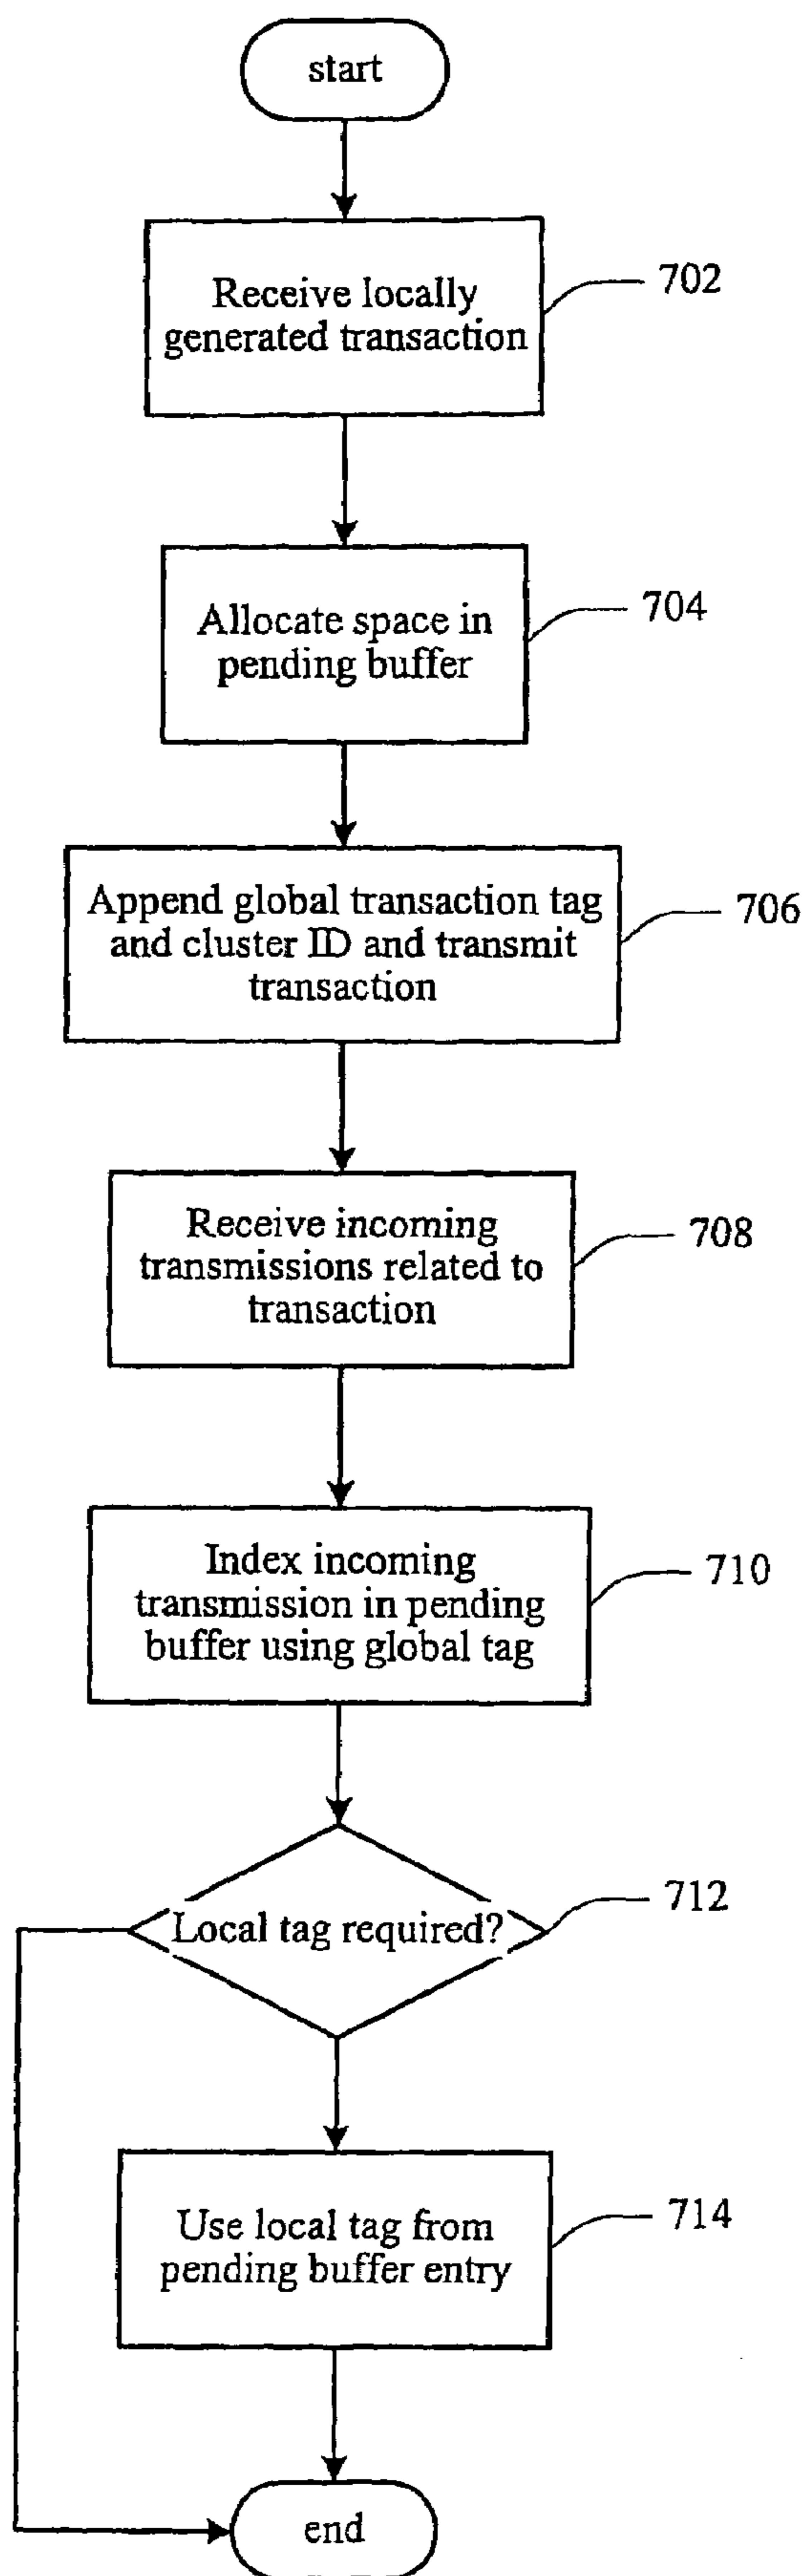 start
Receive locally
generated transaction
702
Allocate space in
pending buffer
704
Append global transaction tag
and cluster ID and transmit
transaction
706
Receive incoming
transmissions related to
transaction
708
Index incoming
transmission in pending
buffer using global tag
710
Local tag required?
712
Use local tag from
pending buffer entry
714
end